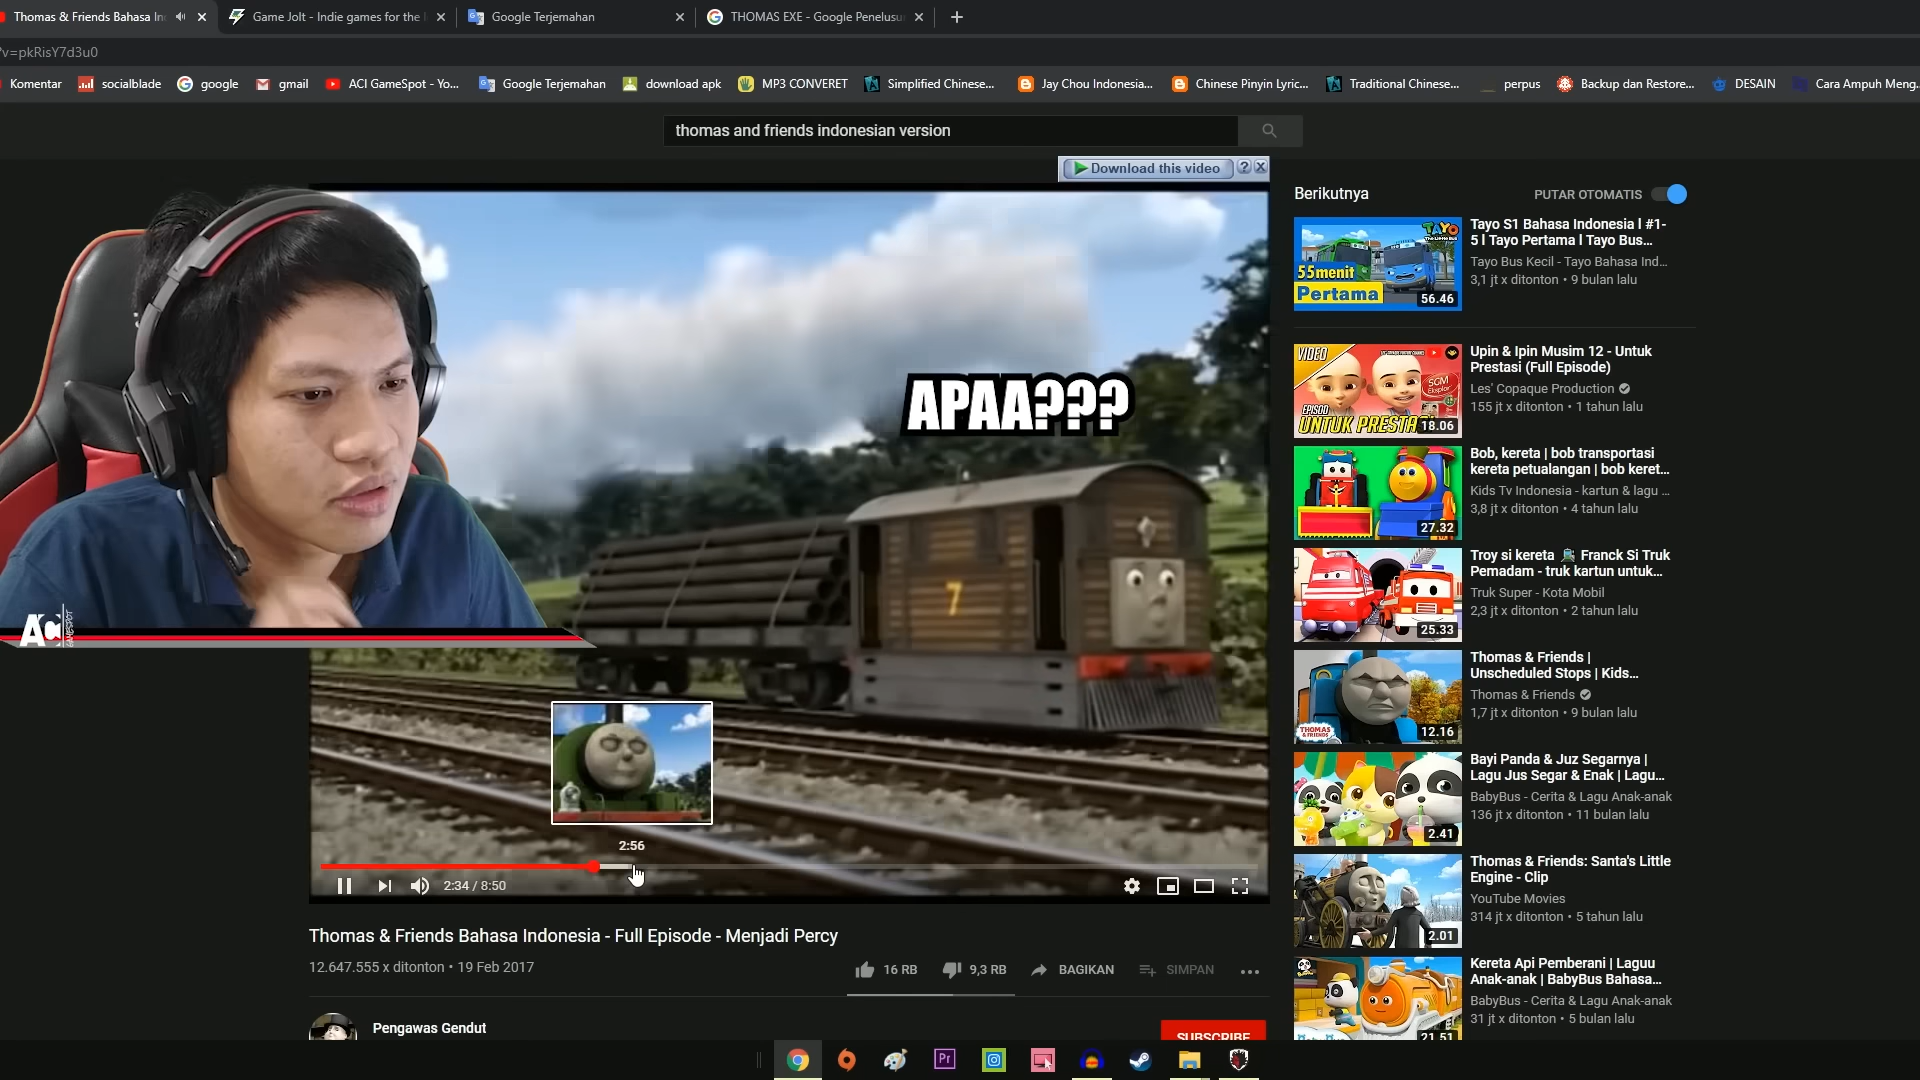 Thomas & Friends Bahasa In
Game Jolt - Indie games for the
Google Terjemahan
THOMAS EXE - Google Penelusu
?v=pkRisY7d3u0
Komentar
socialblade
google
gmail
ACI GameSpot - Yo...
Google Terjemahan
download apk
MP3 CONVERET
Simplified Chinese...
Jay Chou Indonesia...
Chinese Pinyin Lyric...
Traditional Chinese...
perpus
Backup dan Restore...
DESAIN
Cara Ampuh Meng...
thomas and friends indonesian version
Download this video
APAA???
7
2:56
2:34 / 8:50
Thomas & Friends Bahasa Indonesia - Full Episode - Menjadi Percy
12.647.555 x ditonton • 19 Feb 2017
16 RB
9,3 RB
BAGIKAN
SIMPAN
Pengawas Gendut
SUBSCRIBE
Berikutnya
PUTAR OTOMATIS
TAYO
55menit
Pertama
56.46
Tayo S1 Bahasa Indonesia l #1-
5 l Tayo Pertama l Tayo Bus...
Tayo Bus Kecil - Tayo Bahasa Ind...
3,1 jt x ditonton • 9 bulan lalu
VIDEO
EPISOD
UNTUK PRESTAS
18.06
Upin & Ipin Musim 12 - Untuk
Prestasi (Full Episode)
Les' Copaque Production
155 jt x ditonton • 1 tahun lalu
27.32
Bob, kereta | bob transportasi
kereta petualangan | bob keret...
Kids Tv Indonesia - kartun & lagu ...
3,8 jt x ditonton • 4 tahun lalu
25.33
Troy si kereta 🚉 Franck Si Truk
Pemadam - truk kartun untuk...
Truk Super - Kota Mobil
2,3 jt x ditonton • 2 tahun lalu
THOMAS & FRIENDS
12.16
Thomas & Friends |
Unscheduled Stops | Kids...
Thomas & Friends
1,7 jt x ditonton • 9 bulan lalu
2.41
Bayi Panda & Juz Segarnya |
Lagu Jus Segar & Enak | Lagu...
BabyBus - Cerita & Lagu Anak-anak
136 jt x ditonton • 11 bulan lalu
2.01
Thomas & Friends: Santa's Little
Engine - Clip
YouTube Movies
314 jt x ditonton • 5 tahun lalu
21.51
Kereta Api Pemberani | Laguu
Anak-anak | BabyBus Bahasa...
BabyBus - Cerita & Lagu Anak-anak
31 jt x ditonton • 5 bulan lalu
ACI
GAMESPOT
Pr